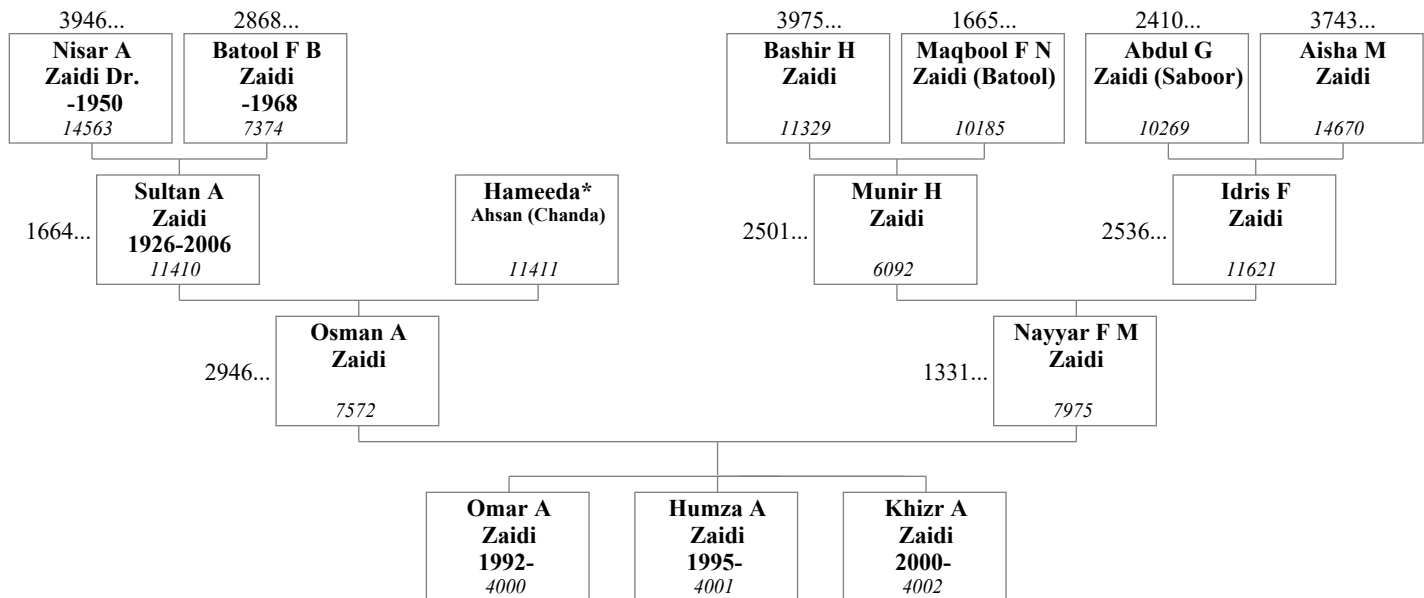 3946...
2868...
3975...
1665...
2410...
3743...
Nisar A
Zaidi Dr.
-1950
14563
Batool F B
Zaidi
-1968
7374
Bashir H
Zaidi
11329
Maqbool F N
Zaidi (Batool)
10185
Abdul G
Zaidi (Saboor)
10269
Aisha M
Zaidi
14670
1664...
Sultan A
Zaidi
1926-2006
11410
Hameeda*
Ahsan (Chanda)
11411
2501...
Munir H
Zaidi
6092
2536...
Idris F
Zaidi
11621
2946...
Osman A
Zaidi
7572
1331...
Nayyar F M
Zaidi
7975
Omar A
Zaidi
1992-
4000
Humza A
Zaidi
1995-
4001
Khizr A
Zaidi
2000-
4002